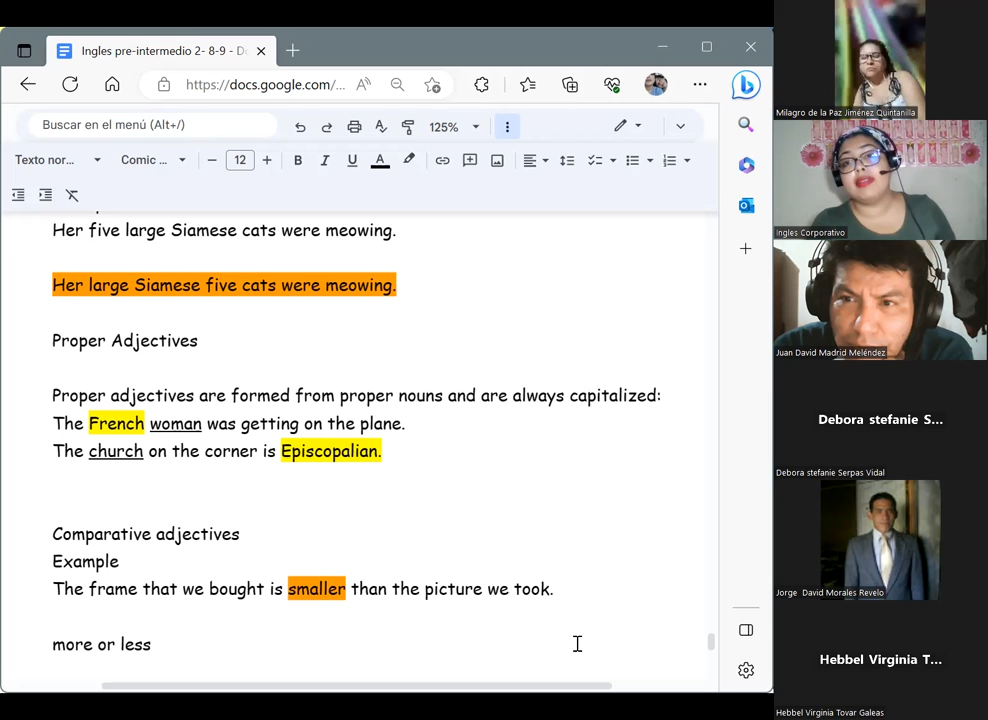 Ingles pre-intermedio 2- 8-9 - D
https://docs.google.com/...
Buscar en el menú (Alt+/)
125%
Texto nor...
Comic ...
12
B I U A
Her five large Siamese cats were meowing.
Her large Siamese five cats were meowing.
Proper Adjectives
Proper adjectives are formed from proper nouns and are always capitalized:
The French woman was getting on the plane.
The church on the corner is Episcopalian.
Comparative adjectives
Example
The frame that we bought is smaller than the picture we took.
more or less
Milagro de la Paz Jiménez Quintanilla
Ingles Corporativo
Juan David Madrid Meléndez
Debora stefanie S...
Debora stefanie Serpas Vidal
Jorge David Morales Revelo
Hebbel Virginia T...
Hebbel Virginia Tovar Galeas